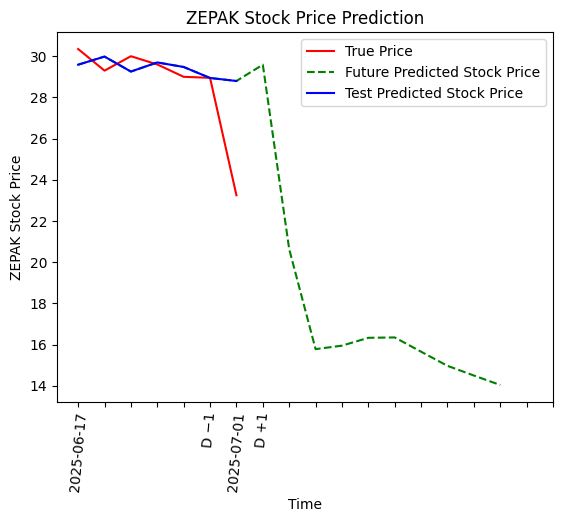 ZEPAK Stock Price Prediction
True Price
Future Predicted Stock Price
Test Predicted Stock Price
ZEPAK Stock Price
30
28
26
24
22
20
18
16
14
2025-06-17
D −1
2025-07-01
D +1
Time